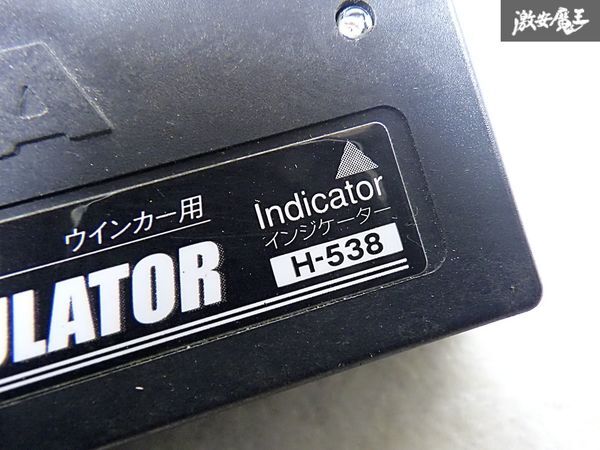 激安魔王
A
ウインカー用
ULATOR
Indicator
インジケーター
H-538